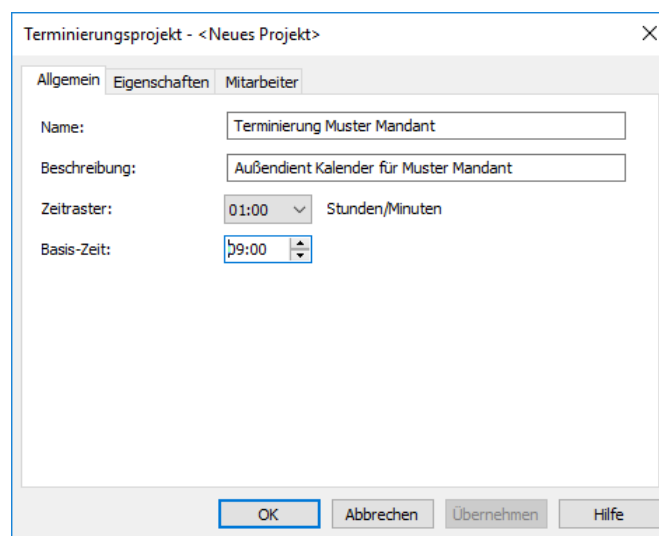 Terminierungsprojekt - <Neues Projekt>
Allgemein Eigenschaften Mitarbeiter
Name: Terminierung Muster Mandant
Beschreibung: Außendient Kalender für Muster Mandant
Zeitraster: 01:00 Stunden/Minuten
Basis-Zeit: 09:00
OK Abbrechen Übernehmen Hilfe